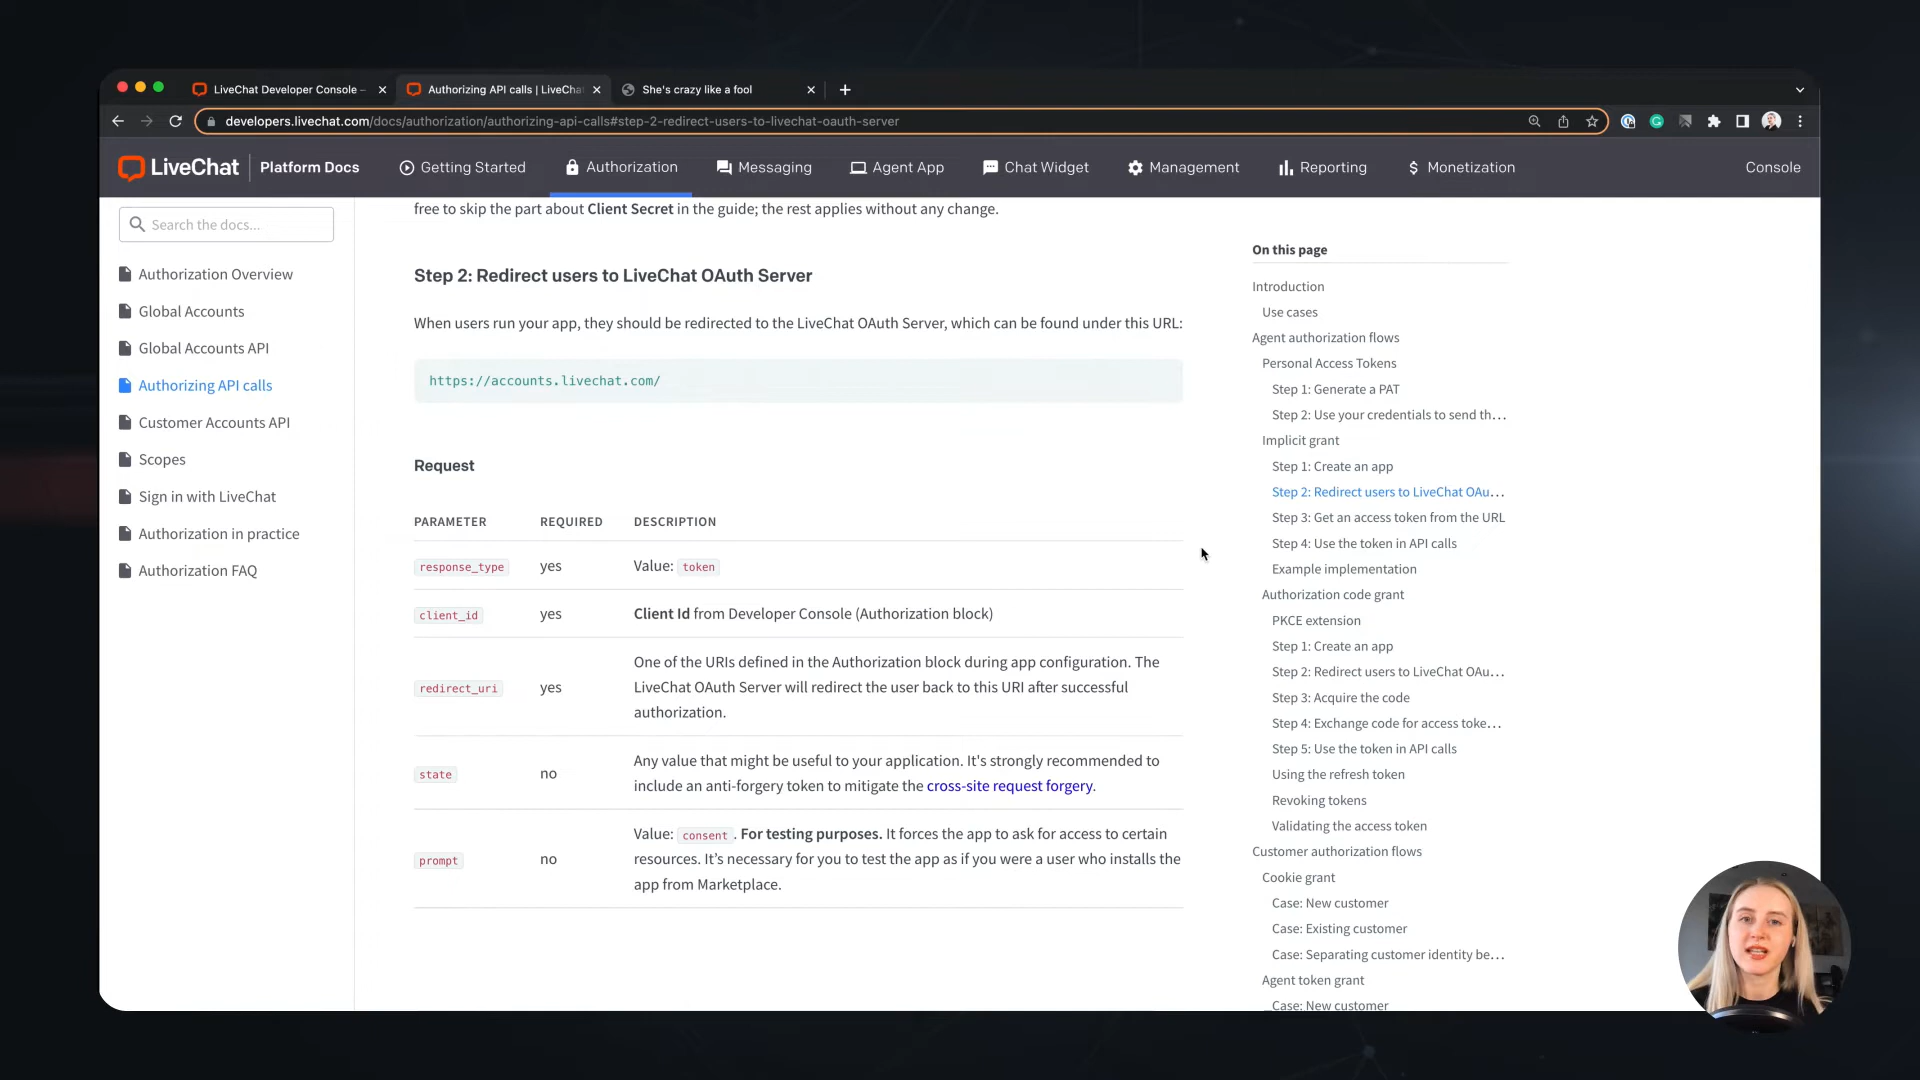 LiveChat Developer Console –
Authorizing API calls | LiveCha
She's crazy like a fool
developers.livechat.com/docs/authorization/authorizing-api-calls#step-2-redirect-users-to-livechat-oauth-server
LiveChat
Platform Docs
Getting Started
Authorization
Messaging
Agent App
Chat Widget
Management
Reporting
Monetization
Console
Search the docs...
Authorization Overview
Global Accounts
Global Accounts API
Authorizing API calls
Customer Accounts API
Scopes
Sign in with LiveChat
Authorization in practice
Authorization FAQ
free to skip the part about Client Secret in the guide; the rest applies without any change.
Step 2: Redirect users to LiveChat OAuth Server
When users run your app, they should be redirected to the LiveChat OAuth Server, which can be found under this URL:
https://accounts.livechat.com/
Request
PARAMETER REQUIRED DESCRIPTION
response_type yes Value: token
client_id yes Client Id from Developer Console (Authorization block)
One of the URIs defined in the Authorization block during app configuration. The
redirect_uri yes LiveChat OAuth Server will redirect the user back to this URI after successful
authorization.
Any value that might be useful to your application. It's strongly recommended to
state no include an anti-forgery token to mitigate the cross-site request forgery.
Value: consent. For testing purposes. It forces the app to ask for access to certain
prompt no resources. It's necessary for you to test the app as if you were a user who installs the
app from Marketplace.
On this page
Introduction
Use cases
Agent authorization flows
Personal Access Tokens
Step 1: Generate a PAT
Step 2: Use your credentials to send th...
Implicit grant
Step 1: Create an app
Step 2: Redirect users to LiveChat OAu...
Step 3: Get an access token from the URL
Step 4: Use the token in API calls
Example implementation
Authorization code grant
PKCE extension
Step 1: Create an app
Step 2: Redirect users to LiveChat OAu...
Step 3: Acquire the code
Step 4: Exchange code for access toke...
Step 5: Use the token in API calls
Using the refresh token
Revoking tokens
Validating the access token
Customer authorization flows
Cookie grant
Case: New customer
Case: Existing customer
Case: Separating customer identity be...
Agent token grant
Case: New customer